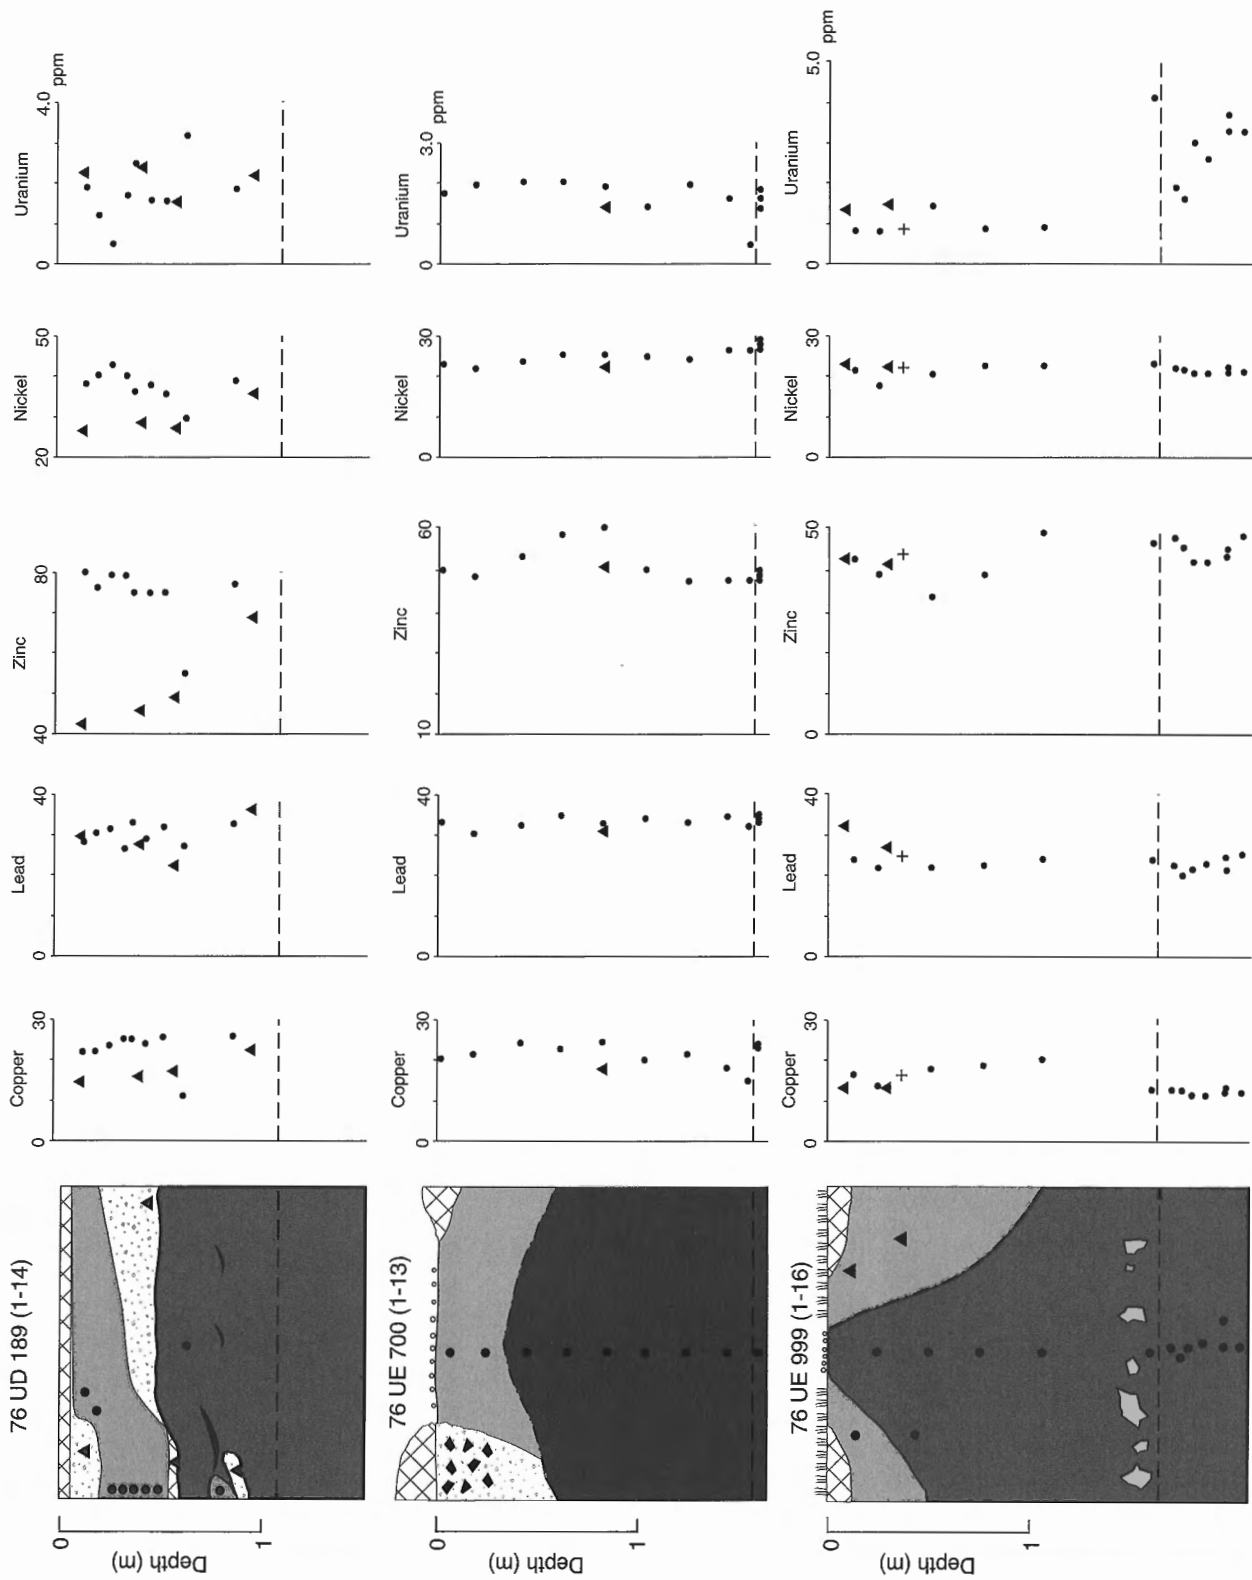 76 UD 189 (1-14)
Depth (m)
0
1
Copper
0
30
Lead
0
40
Zinc
40
80
Nickel
20
50
Uranium
0
4.0
ppm
76 UE 700 (1-13)
Depth (m)
0
1
Copper
0
30
Lead
0
40
Zinc
10
60
Nickel
0
30
Uranium
0
3.0
ppm
76 UE 999 (1-16)
Depth (m)
0
1
Copper
0
30
Lead
0
40
Zinc
0
50
Nickel
0
30
Uranium
0
5.0
ppm